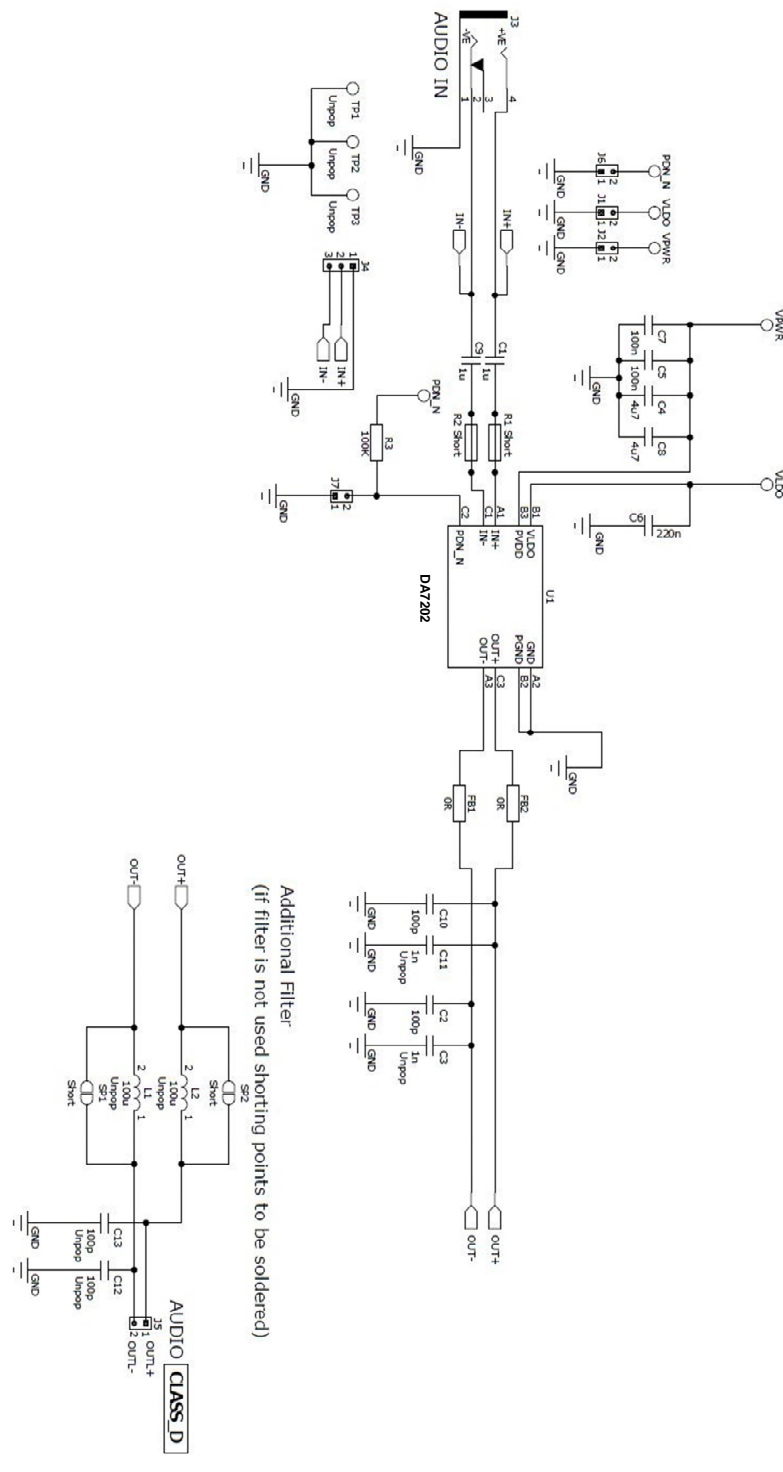 J3
+VE
-VE
4
3
2
1
AUDIO IN
GND
PDN_N
VLDO
VPWR
J6
2
1
J1
2
1
J2
2
1
GND
GND
GND
IN+
IN-
TP1
Unpop
TP2
Unpop
TP3
Unpop
GND
J4
1
2
3
IN+
IN-
GND
VPWR
C7
100n
C5
100n
C4
4u7
C8
4u7
GND
VLDO
C6
220n
GND
C1
1u
C9
1u
R1 Short
R2 Short
PDN_N
R3
100K
J7
2
1
GND
U1
B1
B3
A1
C1
C2
VLDO
PVDD
IN+
IN-
PDN_N
GND
PGND
OUT+
OUT-
A2
B2
C3
A3
DA7202
GND
FB2
0R
FB1
0R
C10
100p
GND
C11
1n
Unpop
GND
C2
100p
GND
C3
1n
Unpop
GND
OUT+
OUT-
Additional Filter
(if filter is not used shorting points to be soldered)
OUT+
OUT-
SP2
Short
2
L2
1
100u
Unpop
2
L1
1
100u
Unpop
SP1
Short
C13
100p
Unpop
GND
C12
100p
Unpop
GND
J5
1 OUTL+
2 OUTL-
AUDIO CLASS_D